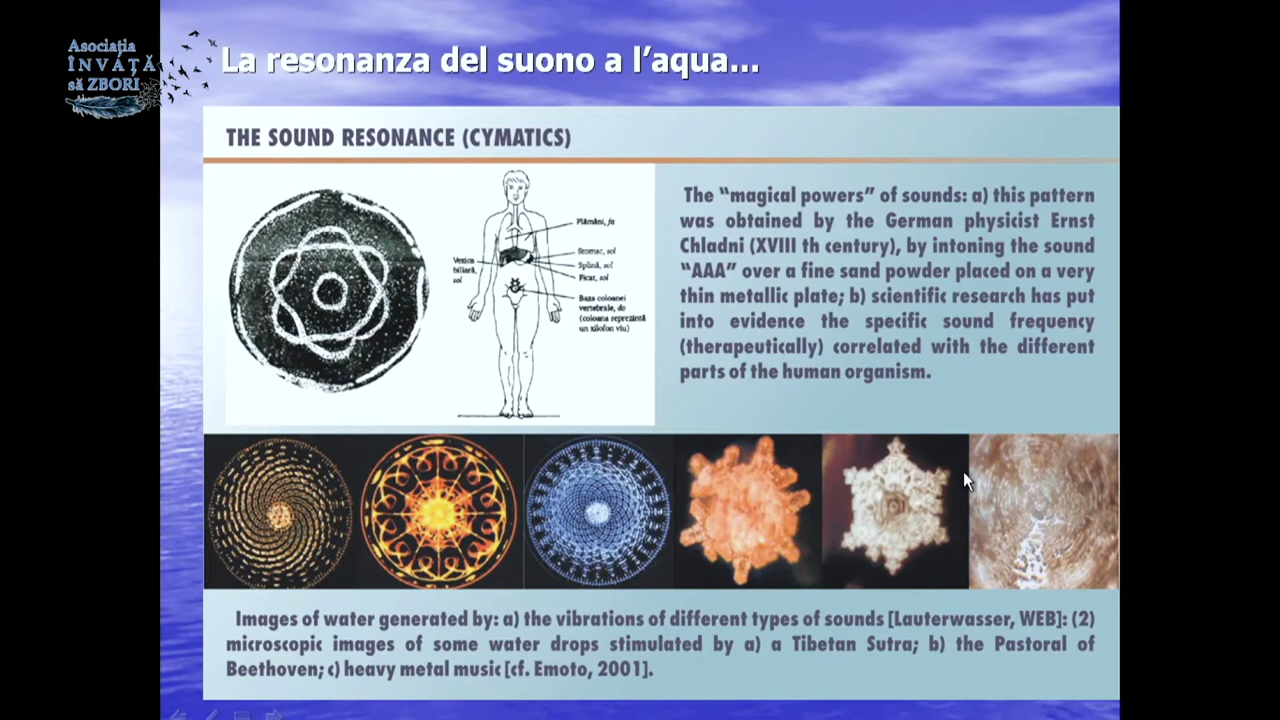 Asociația
ÎNVAȚĂ
să ZBORI
La resonanza del suono a l’aqua...
THE SOUND RESONANCE (CYMATICS)
Plămâni, fa
Stomac, sol
Splină, sol
Ficat, sol
Vezica
biliară,
sol
Baza coloanei
vertebrale, do
(coloana reprezintă
un xilofon viu)
The “magical powers” of sounds: a) this pattern
was obtained by the German physicist Ernst
Chladni (XVIII th century), by intoning the sound
“AAA” over a fine sand powder placed on a very
thin metallic plate; b) scientific research has put
into evidence the specific sound frequency
(therapeutically) correlated with the different
parts of the human organism.
Images of water generated by: a) the vibrations of different types of sounds [Lauterwasser, WEB]: (2)
microscopic images of some water drops stimulated by a) a Tibetan Sutra; b) the Pastoral of
Beethoven; c) heavy metal music [cf. Emoto, 2001].